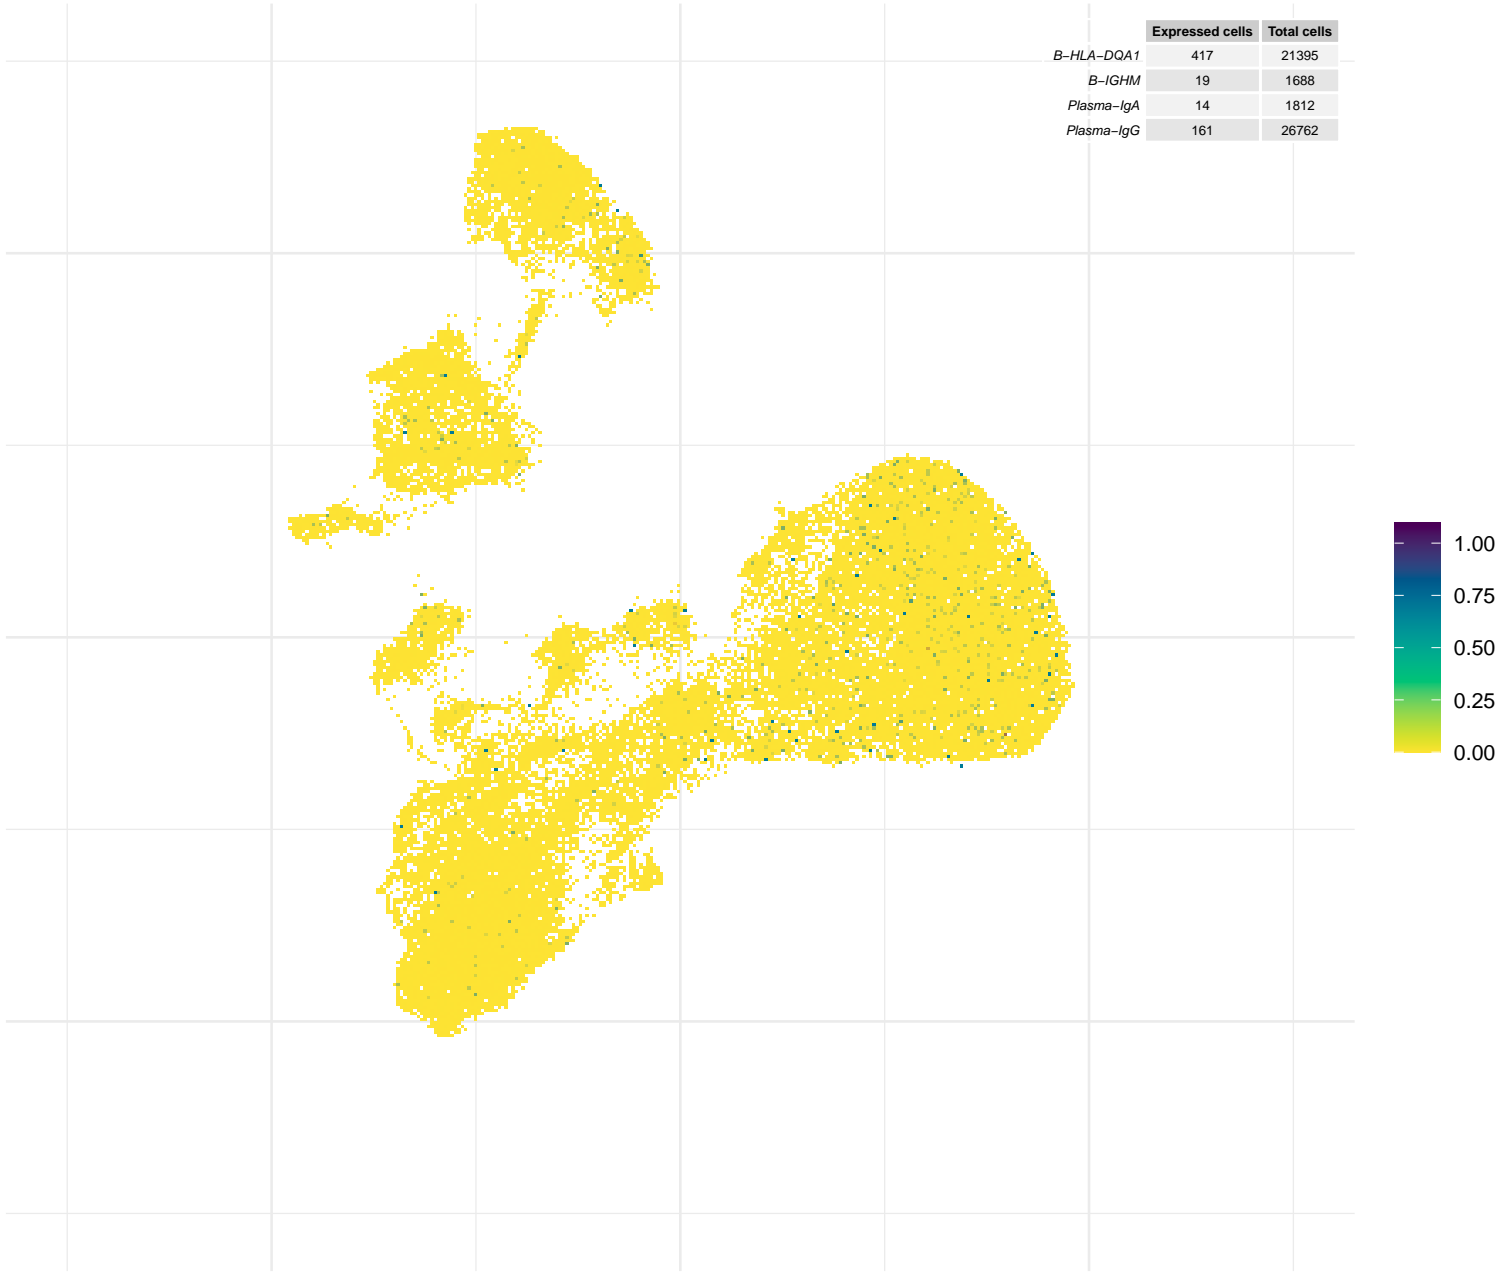 Expressed cells Total cells
B−HLA−DQA1 417 21395
B−IGHM 19 1688
Plasma−IgA 14 1812
Plasma−IgG 161 26762
1.00
0.75
0.50
0.25
0.00